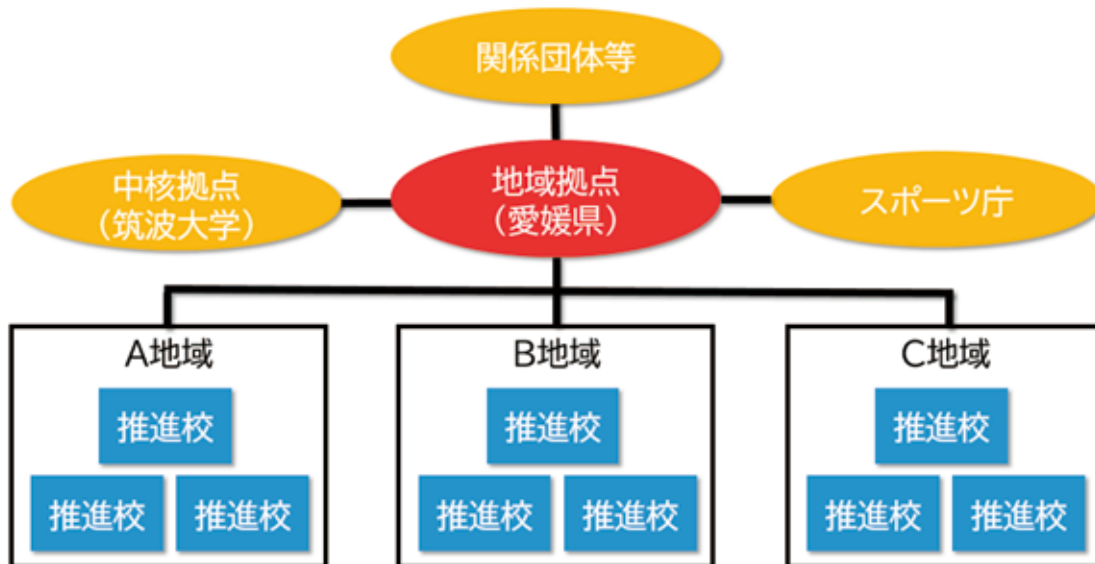 関係団体等
中核拠点
（筑波大学）
地域拠点
（愛媛県）
スポーツ庁
A地域
推進校
推進校
推進校
B地域
推進校
推進校
推進校
C地域
推進校
推進校
推進校